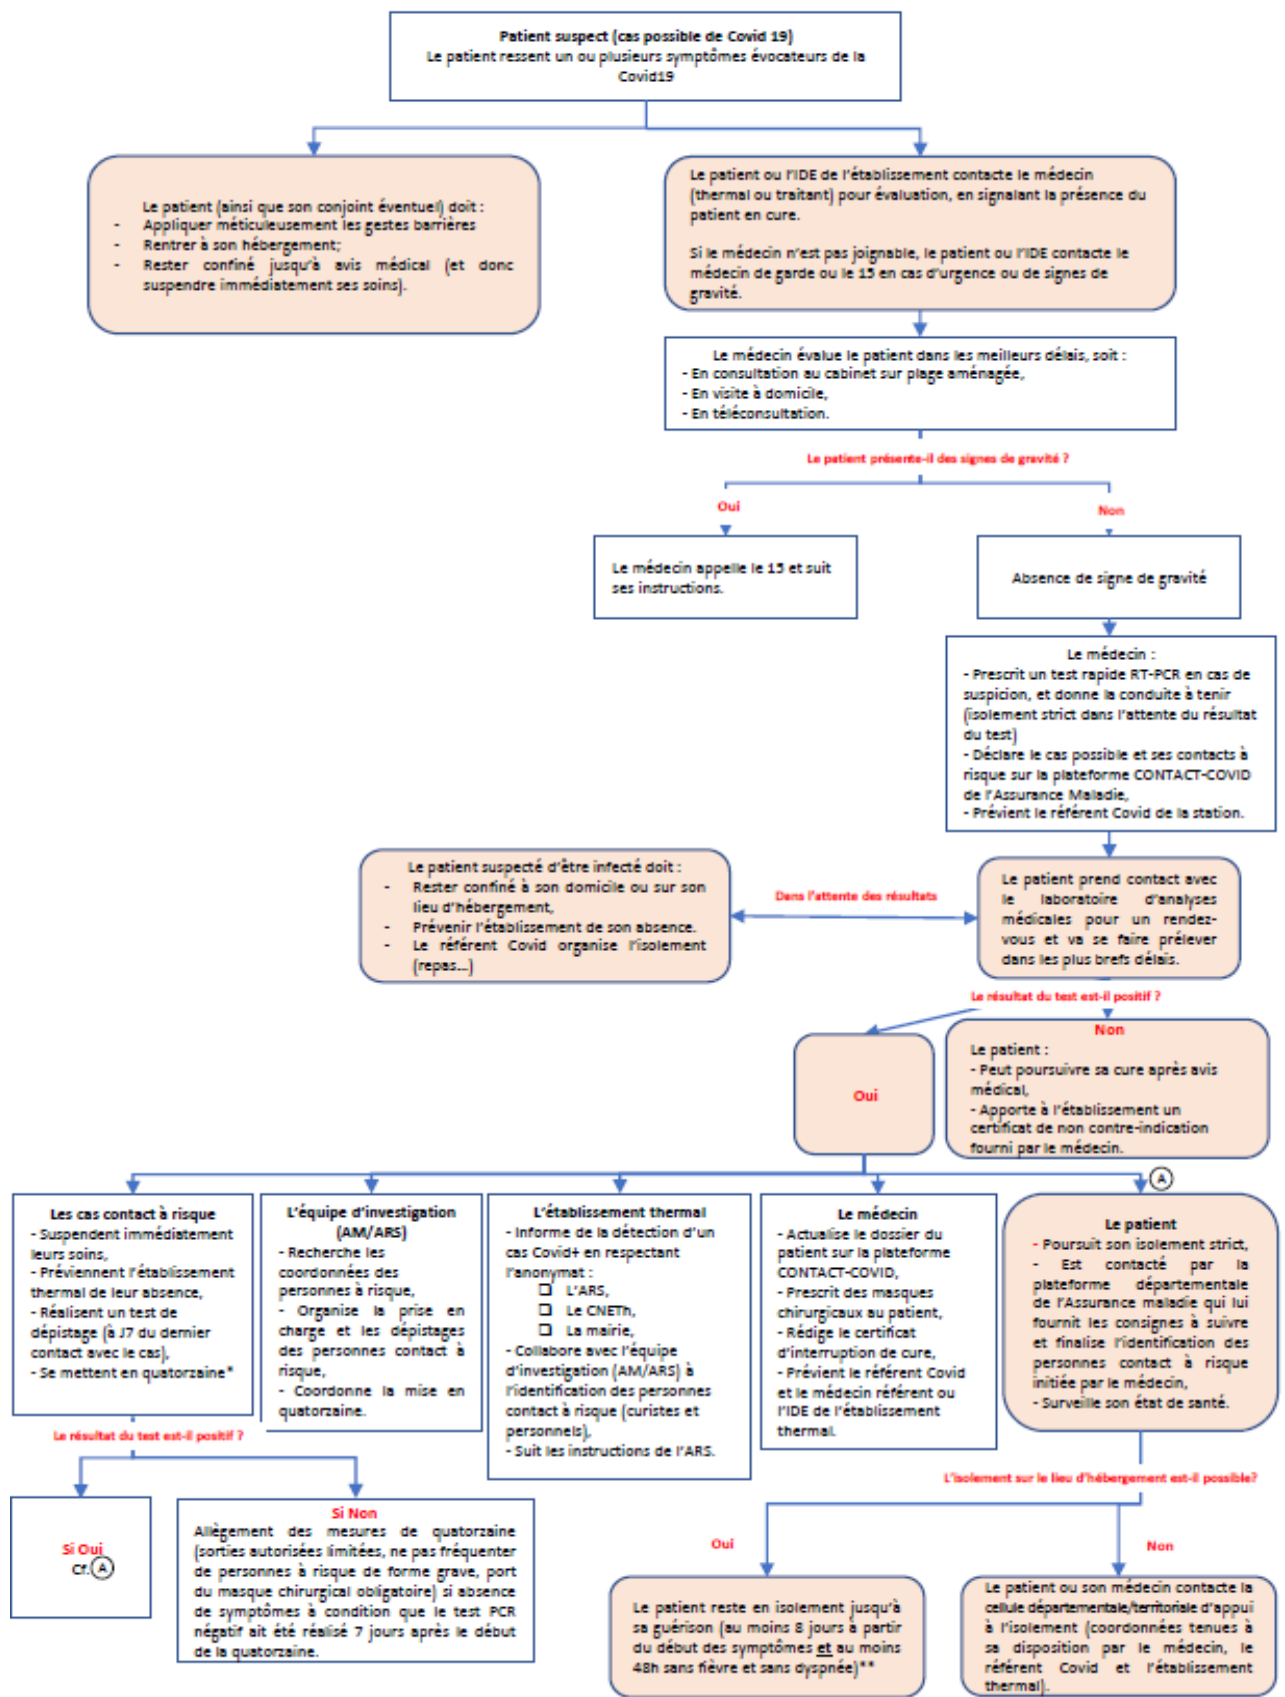 Patient suspect (cas possible de Covid 19)
Le patient ressent un ou plusieurs symptômes évocateurs de la
Covid19
Le patient (ainsi que son conjoint éventuel) doit :
- Appliquer méticuleusement les gestes barrières
- Rentrer à son hébergement;
- Rester confiné jusqu'à avis médical (et donc
suspendre immédiatement ses soins).
Le patient ou l'IDE de l'établissement contacte le médecin
(thermal ou traitant) pour évaluation, en signalant la présence du
patient en cure.
Si le médecin n'est pas joignable, le patient ou l'IDE contacte le
médecin de garde ou le 15 en cas d'urgence ou de signes de
gravité.
Le médecin évalue le patient dans les meilleurs délais, soit :
- En consultation au cabinet sur plage aménagée,
- En visite à domicile,
- En téléconsultation.
Le patient présente-il des signes de gravité ?
Oui
Non
Le médecin appelle le 15 et suit
ses instructions.
Absence de signe de gravité
Le médecin :
- Prescrit un test rapide RT-PCR en cas de
suspicion, et donne la conduite à tenir
(isolement strict dans l'attente du résultat
du test)
- Déclare le cas possible et ses contacts à
risque sur la plateforme CONTACT-COVID
de l'Assurance Maladie,
- Prévient le référent Covid de la station.
Le patient suspecté d'être infecté doit :
- Rester confiné à son domicile ou sur son
lieu d'hébergement,
- Prévenir l'établissement de son absence.
- Le référent Covid organise l'isolement
(repas...)
Dans l'attente des résultats
Le patient prend contact avec
le laboratoire d'analyses
médicales pour un rendez-
vous et va se faire prélever
dans les plus brefs délais.
Le résultat du test est-il positif ?
Oui
Non
Le patient :
- Peut poursuivre sa cure après avis
médical,
- Apporte à l'établissement un
certificat de non contre-indication
fourni par le médecin.
A
Les cas contact à risque
- Suspendent immédiatement
leurs soins,
- Préviennent l'établissement
thermal de leur absence,
- Réalisent un test de
dépistage (à J7 du dernier
contact avec le cas),
- Se mettent en quatorzaine*
L'équipe d'investigation
(AM/ARS)
- Recherche les
coordonnées des
personnes à risque,
- Organise la prise en
charge et les dépistages
des personnes contact à
risque,
- Coordonne la mise en
quatorzaine.
L'établissement thermal
- Informe de la détection d'un
cas Covid+ en respectant
l'anonymat :
❑ L'ARS,
❑ Le CNETh,
❑ La mairie,
- Collabore avec l'équipe
d'investigation (AM/ARS) à
l'identification des personnes
contact à risque (curistes et
personnels),
- Suit les instructions de l'ARS.
Le médecin
- Actualise le dossier du
patient sur la plateforme
CONTACT-COVID,
- Prescrit des masques
chirurgicaux au patient,
- Rédige le certificat
d'interruption de cure,
- Prévient le référent Covid
et le médecin référent ou
l'IDE de l'établissement
thermal.
Le patient
- Poursuit son isolement strict,
- Est contacté par la
plateforme départementale
de l'Assurance maladie qui lui
fournit les consignes à suivre
et finalise l'identification des
personnes contact à risque
initiée par le médecin,
- Surveille son état de santé.
Le résultat du test est-il positif ?
Si Oui
Cf. A
Si Non
Allègement des mesures de quatorzaine
(sorties autorisées limitées, ne pas fréquenter
de personnes à risque de forme grave, port
du masque chirurgical obligatoire) si absence
de symptômes à condition que le test PCR
négatif ait été réalisé 7 jours après le début
de la quatorzaine.
L'isolement sur le lieu d'hébergement est-il possible?
Oui
Non
Le patient reste en isolement jusqu'à
sa guérison (au moins 8 jours à partir
du début des symptômes et au moins
48h sans fièvre et sans dyspnée)**
Le patient ou son médecin contacte la
cellule départementale/territoriale d'appui
à l'isolement (coordonnées tenues à
sa disposition par le médecin, le
référent Covid et l'établissement
thermal).